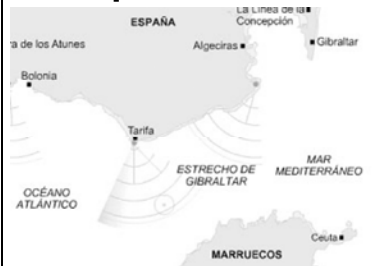 La Línea de la
Concepción
ESPAÑA
Algeciras
Gibraltar
ra de los Atunes
Bolonia
Tarifa
ESTRECHO DE
GIBRALTAR
MAR
MEDITERRÁNEO
OCÉANO
ATLÁNTICO
Ceuta
MARRUECOS